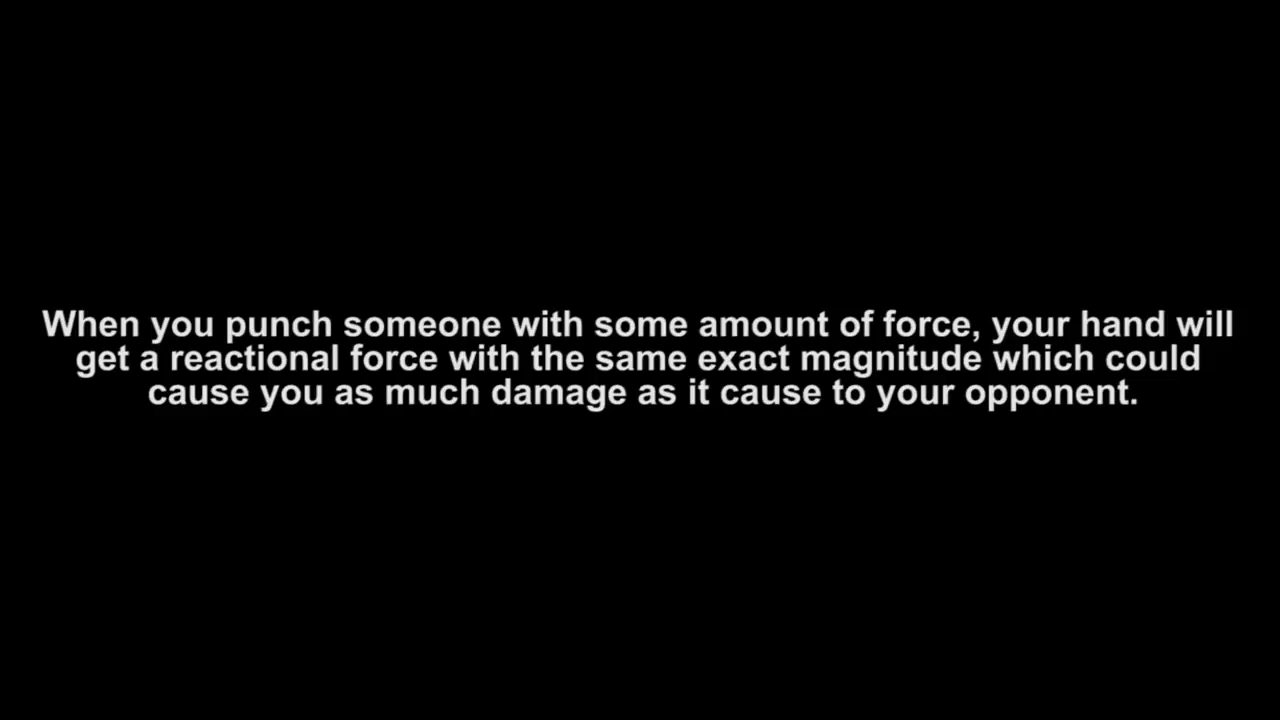 When you punch someone with some amount of force, your hand will
get a reactional force with the same exact magnitude which could
cause you as much damage as it cause to your opponent.